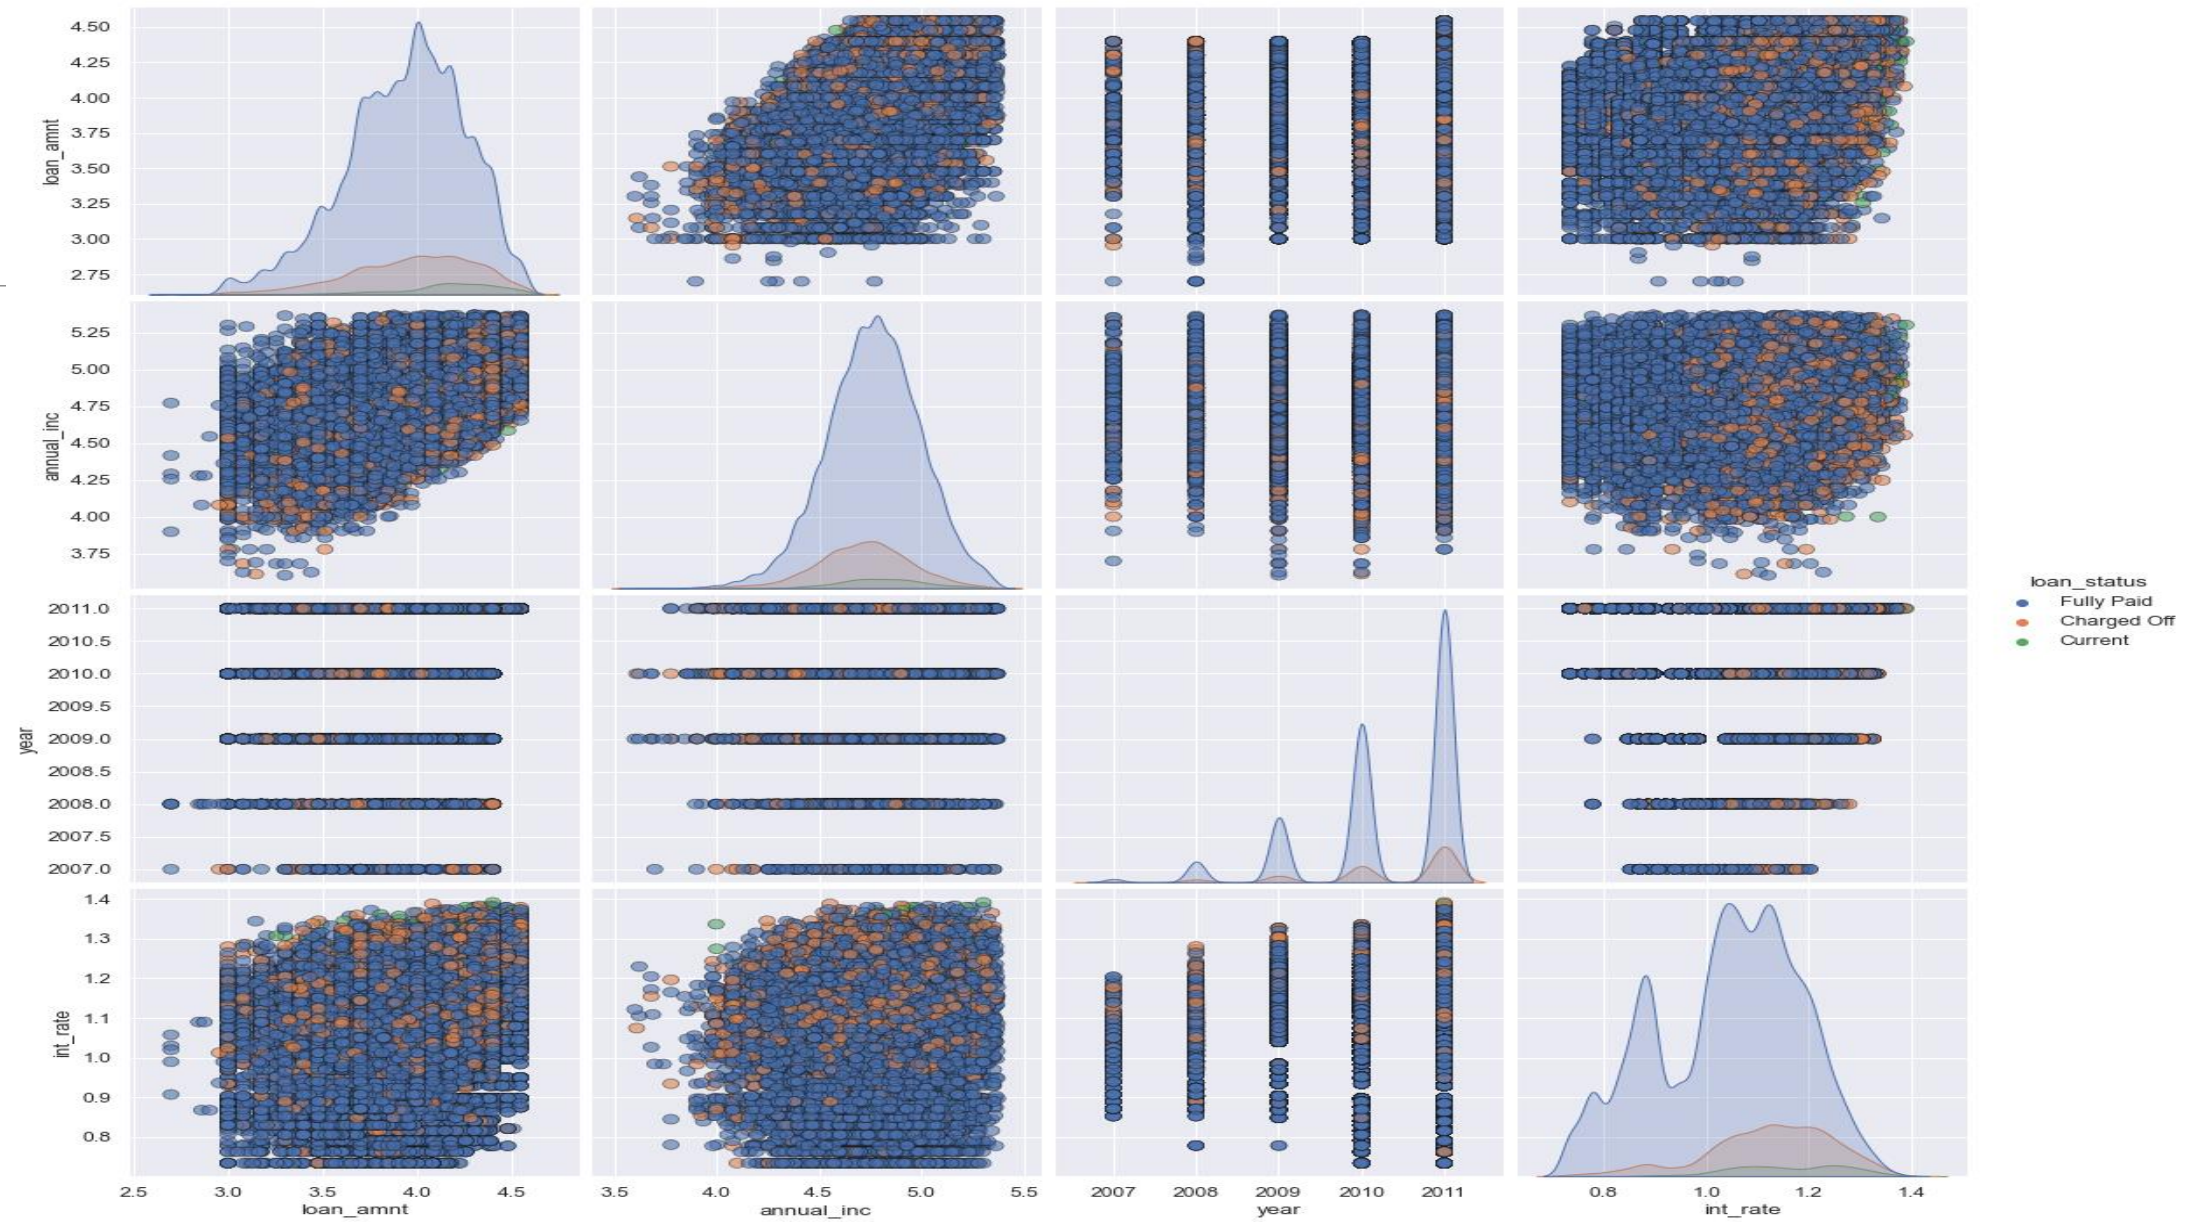 4.50
4.25
4.00
3.75
3.50
3.25
3.00
2.75
loan_amnt
5.25
5.00
4.75
4.50
4.25
4.00
3.75
annual_inc
2011.0
2010.5
2010.0
2009.5
2009.0
2008.5
2008.0
2007.5
2007.0
year
1.4
1.3
1.2
1.1
1.0
0.9
0.8
int_rate
2.5 3.0 3.5 4.0 4.5
loan_amnt
3.5 4.0 4.5 5.0 5.5
annual_inc
2007 2008 2009 2010 2011
year
0.8 1.0 1.2 1.4
int_rate
loan_status
Fully Paid
Charged Off
Current